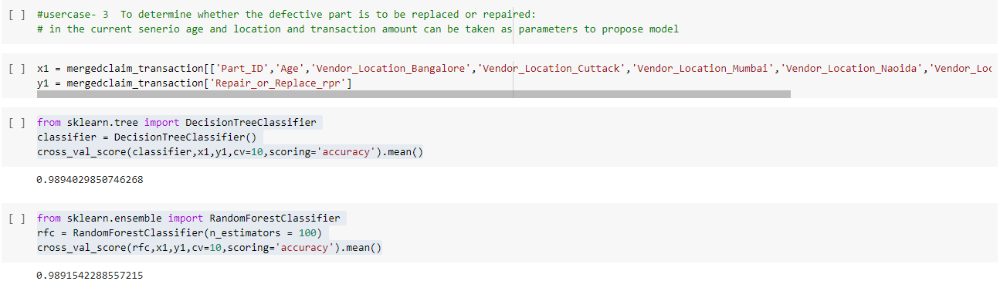 [ ] #usercase- 3  To determine whether the defective part is to be replaced or repaired:
# in the current senerio age and location and transaction amount can be taken as parameters to propose model
[ ] x1 = mergedclaim_transaction[['Part_ID','Age','Vendor_Location_Bangalore','Vendor_Location_Cuttack','Vendor_Location_Mumbai','Vendor_Location_Naoida','Vendor_Loc
y1 = mergedclaim_transaction['Repair_or_Replace_rpr']
[ ] from sklearn.tree import DecisionTreeClassifier
classifier = DecisionTreeClassifier()
cross_val_score(classifier,x1,y1,cv=10,scoring='accuracy').mean()
0.9894029850746268
[ ] from sklearn.ensemble import RandomForestClassifier
rfc = RandomForestClassifier(n_estimators = 100)
cross_val_score(rfc,x1,y1,cv=10,scoring='accuracy').mean()
0.9891542288557215